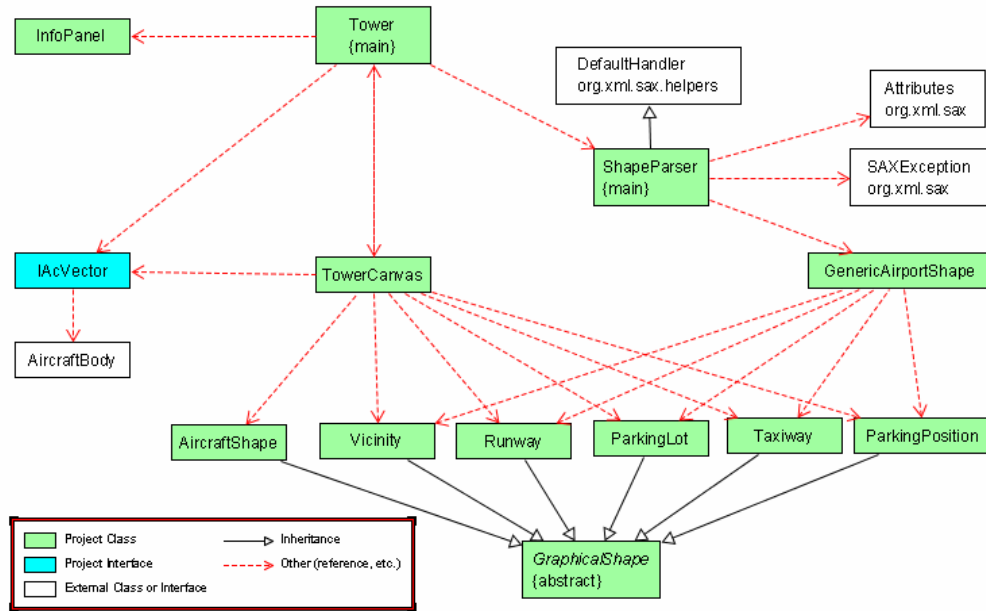 InfoPanel
Tower
{main}
DefaultHandler
org.xml.sax.helpers
Attributes
org.xml.sax
ShapeParser
{main}
SAXException
org.xml.sax
IAcVector
TowerCanvas
GenericAirportShape
AircraftBody
AircraftShape
Vicinity
Runway
ParkingLot
Taxiway
ParkingPosition
GraphicalShape
{abstract}
Project Class
Inheritance
Project Interface
Other (reference, etc.)
External Class or Interface